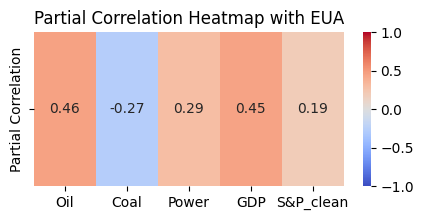 Partial Correlation Heatmap with EUA
Partial Correlation
0.46 -0.27 0.29 0.45 0.19
Oil Coal Power GDP S&P_clean
1.0
0.5
0.0
−0.5
−1.0